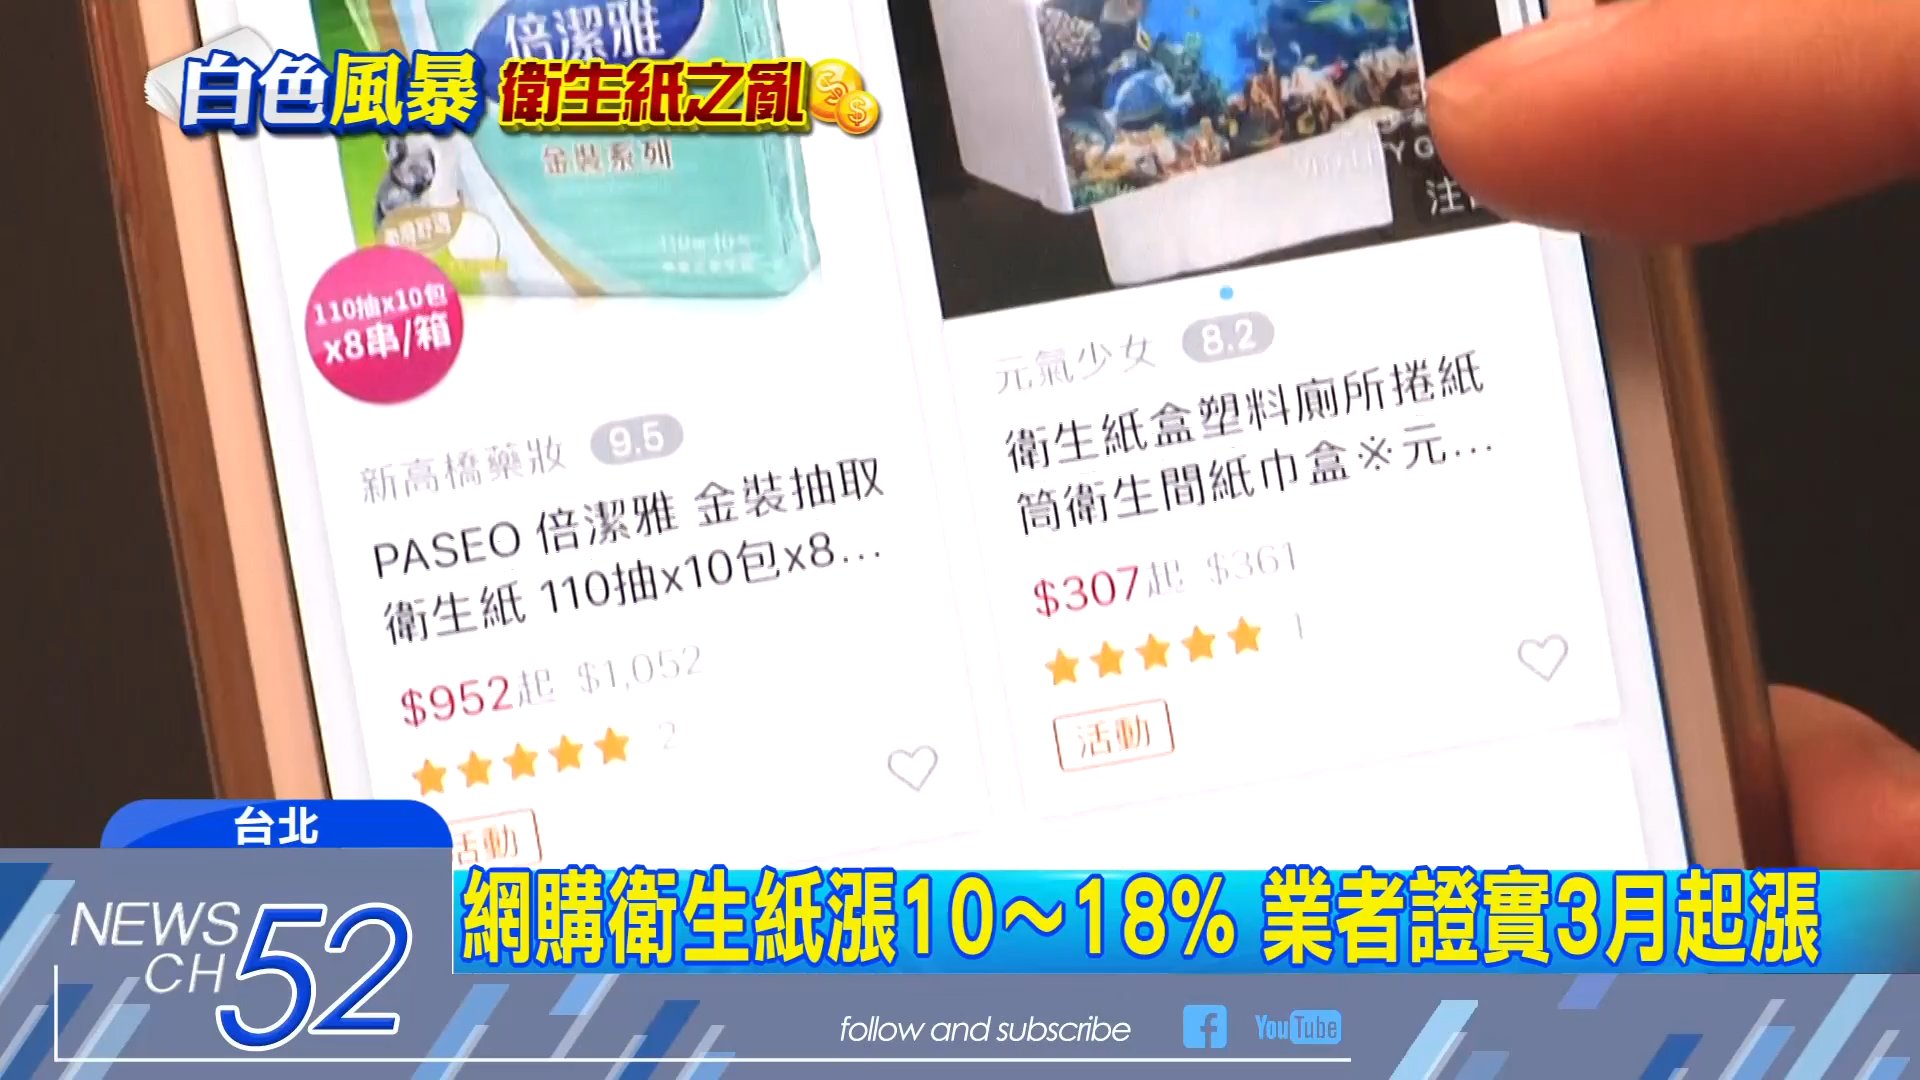 倍潔雅
白色風暴 衛生紙之亂
金裝系列
110抽x10包
x8串/箱
新高橋藥妝 9.5
PASEO 倍潔雅 金裝抽取
衛生紙 110抽x10包x8...
$952起 $1,052
2
活動
注
元氣少女 8.2
衛生紙盒塑料廁所捲紙
筒衛生間紙巾盒※元...
$307起 $361
1
活動
台北
NEWS
CH 52
網購衛生紙漲10～18% 業者證實3月起漲
follow and subscribe
YouTube